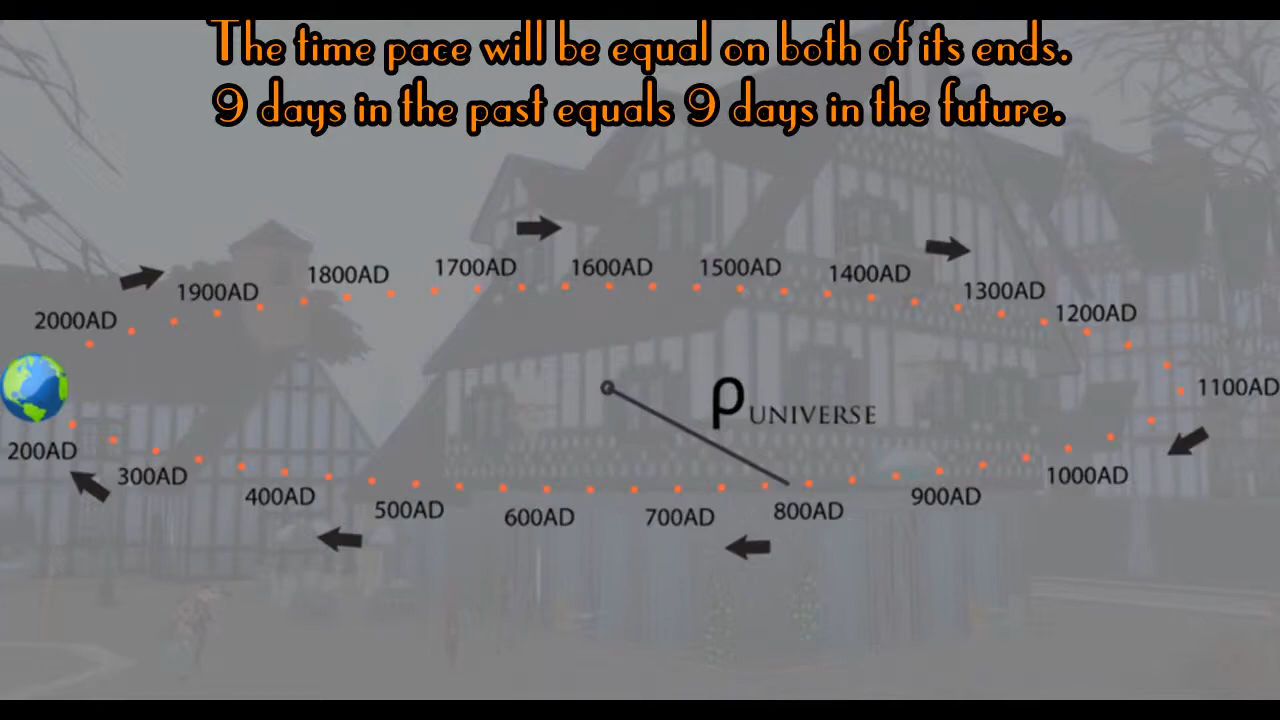 The time pace will be equal on both of its ends.
9 days in the past equals 9 days in the future.
2000AD
1900AD
1800AD
1700AD
1600AD
1500AD
1400AD
1300AD
1200AD
1100AD
ρ UNIVERSE
200AD
300AD
400AD
500AD
600AD
700AD
800AD
900AD
1000AD